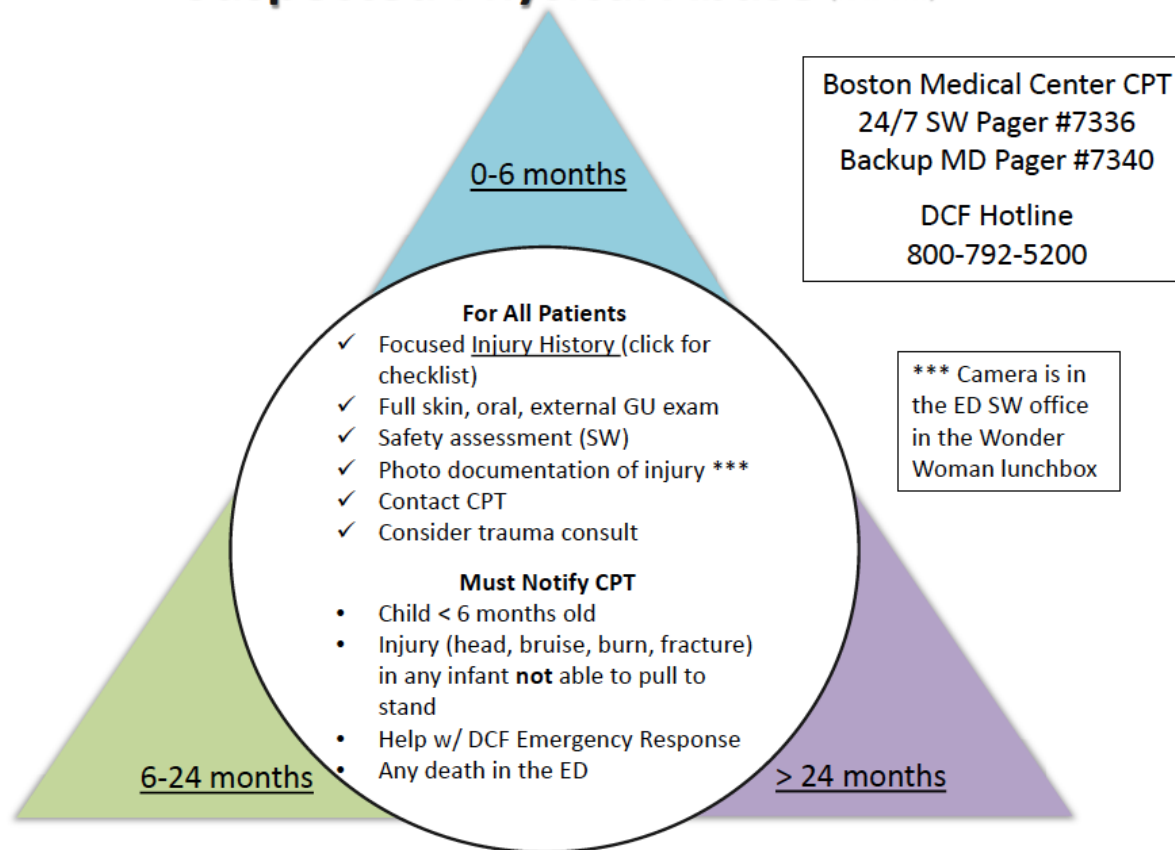 0-6 months
Boston Medical Center CPT
24/7 SW Pager #7336
Backup MD Pager #7340
DCF Hotline
800-792-5200
For All Patients
✓ Focused Injury History (click for
checklist)
✓ Full skin, oral, external GU exam
✓ Safety assessment (SW)
✓ Photo documentation of injury ***
✓ Contact CPT
✓ Consider trauma consult
*** Camera is in
the ED SW office
in the Wonder
Woman lunchbox
Must Notify CPT
• Child < 6 months old
• Injury (head, bruise, burn, fracture)
in any infant not able to pull to
stand
• Help w/ DCF Emergency Response
• Any death in the ED
6-24 months
> 24 months